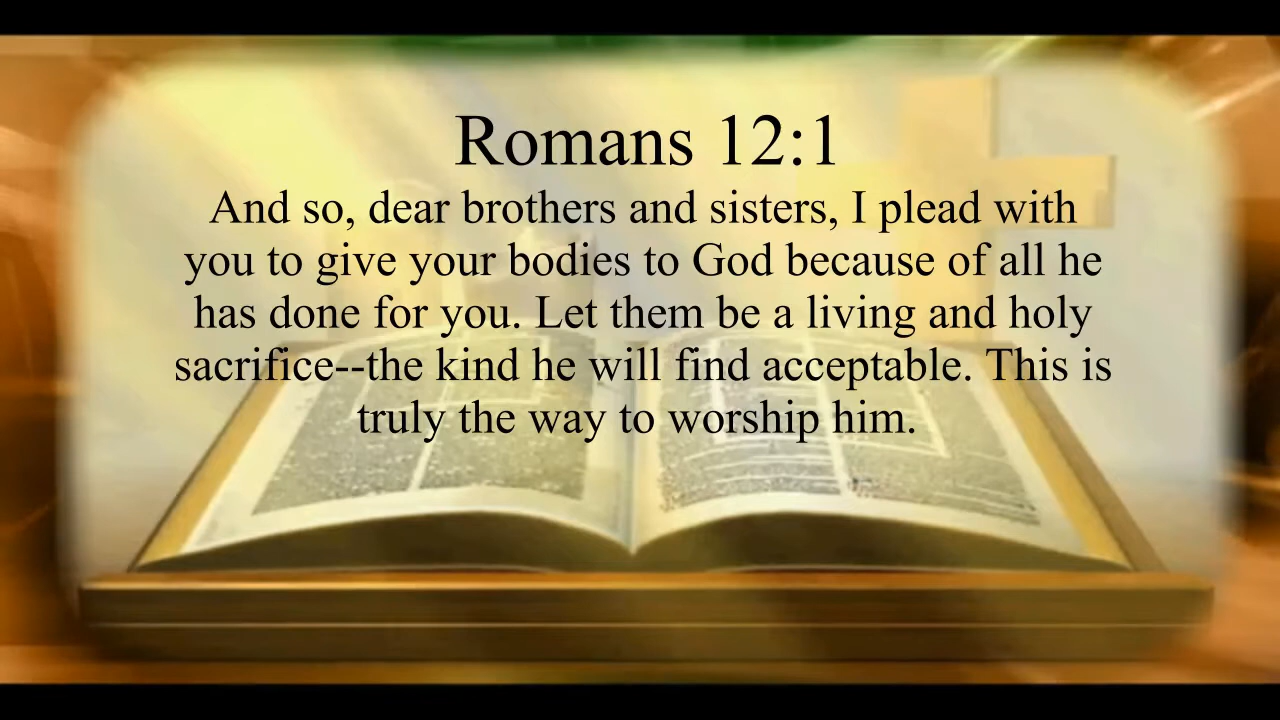 Romans 12:1
And so, dear brothers and sisters, I plead with
you to give your bodies to God because of all he
has done for you. Let them be a living and holy
sacrifice--the kind he will find acceptable. This is
truly the way to worship him.